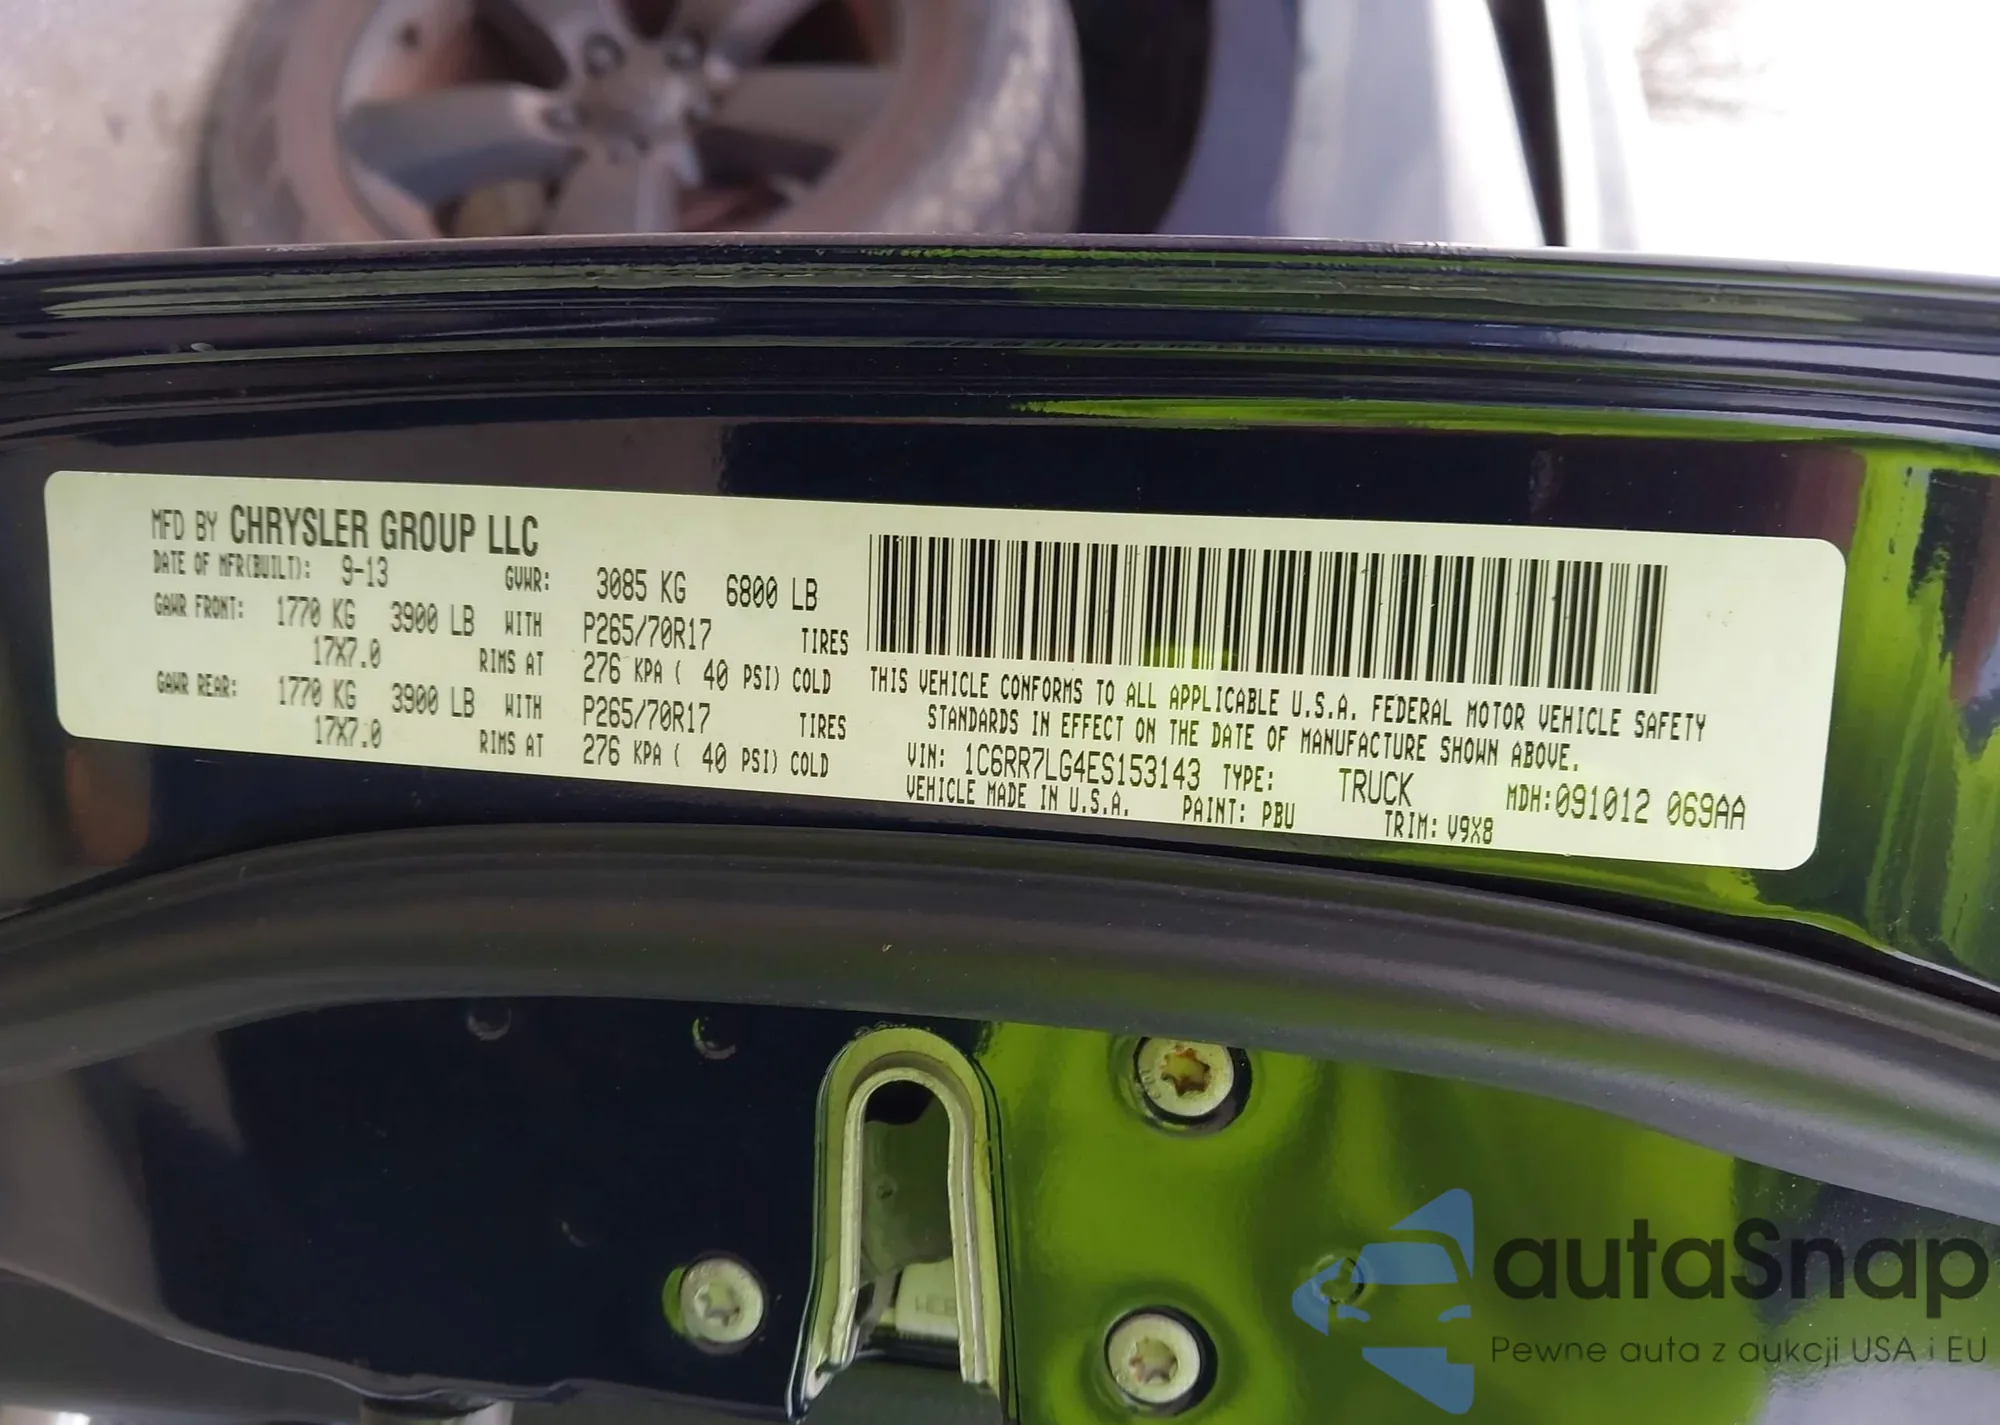 MFD BY CHRYSLER GROUP LLC
DATE OF MFR(BUILT): 9-13 GVWR: 3085 KG 6800 LB
GAWR FRONT: 1770 KG 3900 LB WITH P265/70R17 TIRES
17X7.0 RIMS AT 276 KPA ( 40 PSI) COLD
GAWR REAR: 1770 KG 3900 LB WITH P265/70R17 TIRES
17X7.0 RIMS AT 276 KPA ( 40 PSI) COLD
THIS VEHICLE CONFORMS TO ALL APPLICABLE U.S.A. FEDERAL MOTOR VEHICLE SAFETY
STANDARDS IN EFFECT ON THE DATE OF MANUFACTURE SHOWN ABOVE.
VIN: 1C6RR7LG4ES153143 TYPE: TRUCK MDH:091012 069AA
VEHICLE MADE IN U.S.A. PAINT: PBU TRIM: V9X8
autaSnap
Pewne auta z aukcji USA i EU